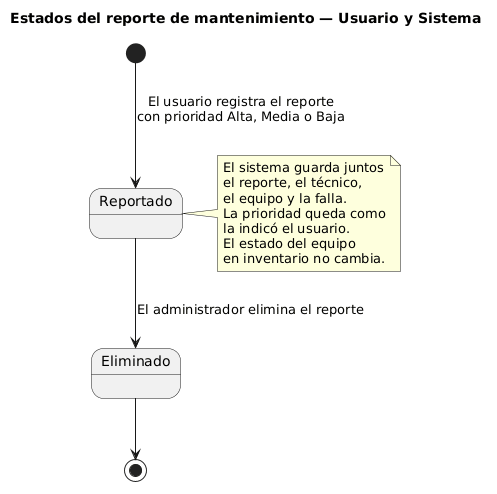 Estados del reporte de mantenimiento — Usuario y Sistema
El usuario registra el reporte
con prioridad Alta, Media o Baja
Reportado
El sistema guarda juntos
el reporte, el técnico,
el equipo y la falla.
La prioridad queda como
la indicó el usuario.
El estado del equipo
en inventario no cambia.
El administrador elimina el reporte
Eliminado